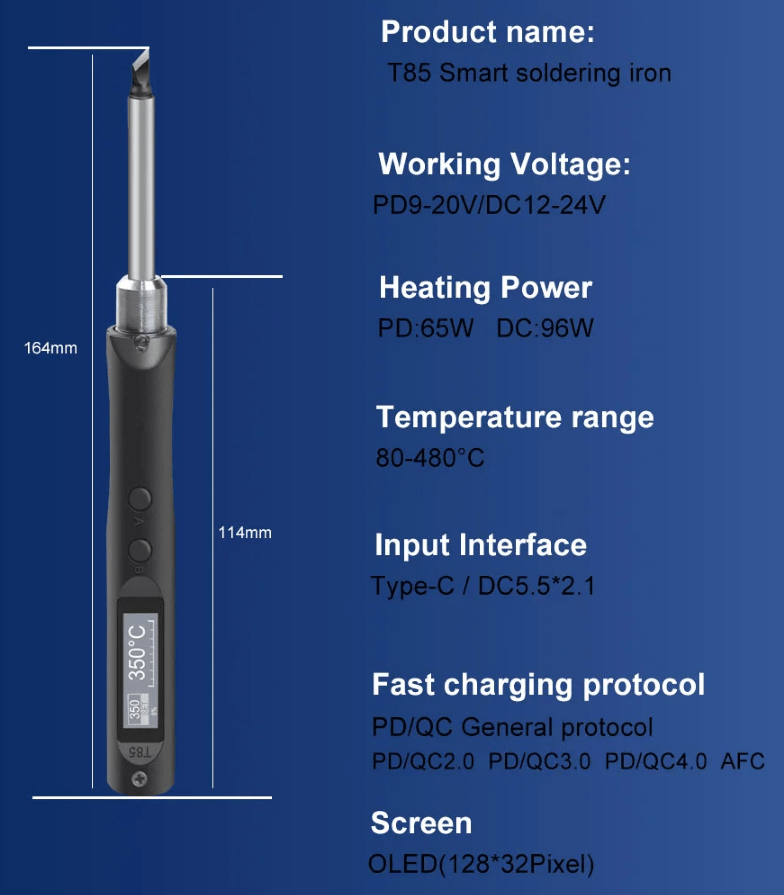 Product name:
T85 Smart soldering iron
Working Voltage:
PD9-20V/DC12-24V
Heating Power
PD:65W DC:96W
164mm
Temperature range
80-480°C
114mm
Input Interface
Type-C / DC5.5*2.1
A
B
350°C
350
Fast charging protocol
PD/QC General protocol
PD/QC2.0 PD/QC3.0 PD/QC4.0 AFC
T85
Screen
OLED(128*32Pixel)